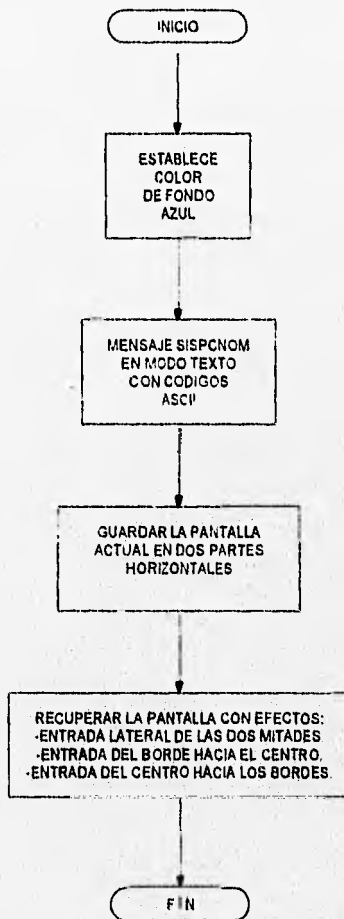 INICIO
ESTABLECE
COLOR
DE FONDO
AZUL
MENSAJE SISPCNOM
EN MODO TEXTO
CON CODIGOS
ASCII
GUARDAR LA PANTALLA
ACTUAL EN DOS PARTES
HORIZONTALES
RECUPERAR LA PANTALLA CON EFECTOS:
-ENTRADA LATERAL DE LAS DOS MITADES.
-ENTRADA DEL BORDE HACIA EL CENTRO.
-ENTRADA DEL CENTRO HACIA LOS BORDES.
FIN